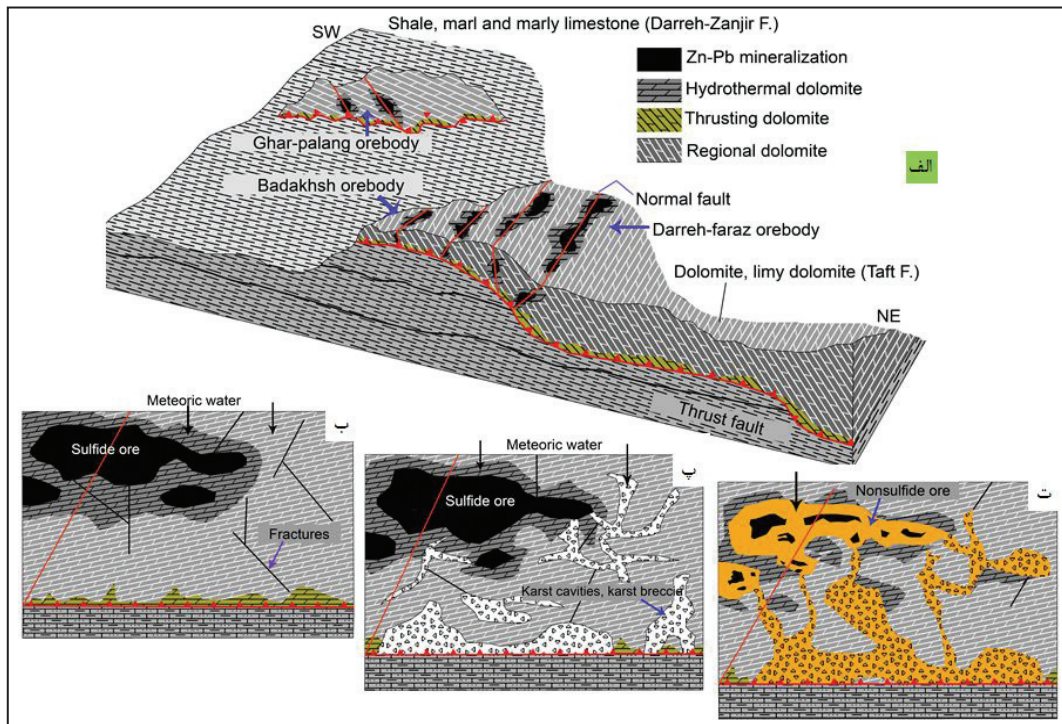 Shale, marl and marly limestone (Darreh-Zanjir F.)
SW
Zn-Pb mineralization
Hydrothermal dolomite
Thrusting dolomite
Regional dolomite
الف
Ghar-palang orebody
Badakhsh orebody
Normal fault
Darreh-faraz orebody
Dolomite, limy dolomite (Taft F.)
NE
Thrust fault
Meteoric water
ب
Sulfide ore
Fractures
Meteoric water
پ
Sulfide ore
Karst cavities, karst breccia
Nonsulfide ore
ت